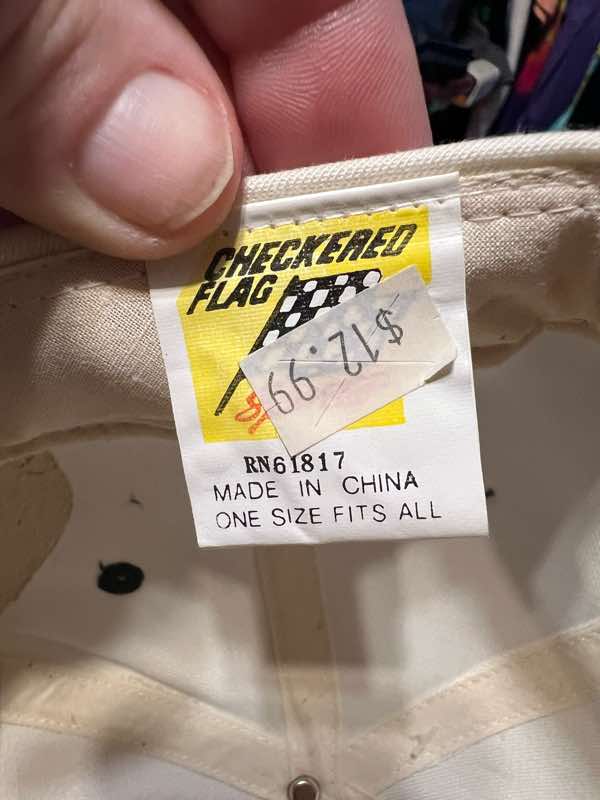 CHECKERED
FLAG
$12.99
RN61817
MADE IN CHINA
ONE SIZE FITS ALL